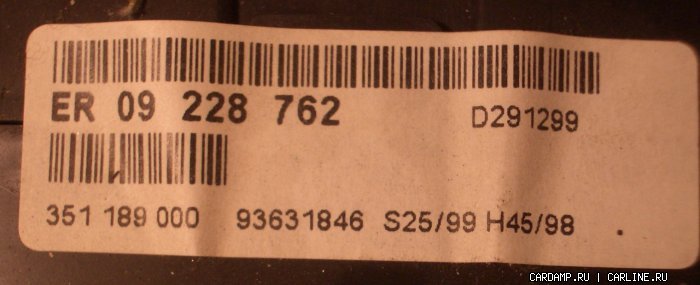 ER 09 228 762 D291299
351 189 000 93631846 S25/99 H45/98 .
CARDAMP.RU | CARLINE.RU